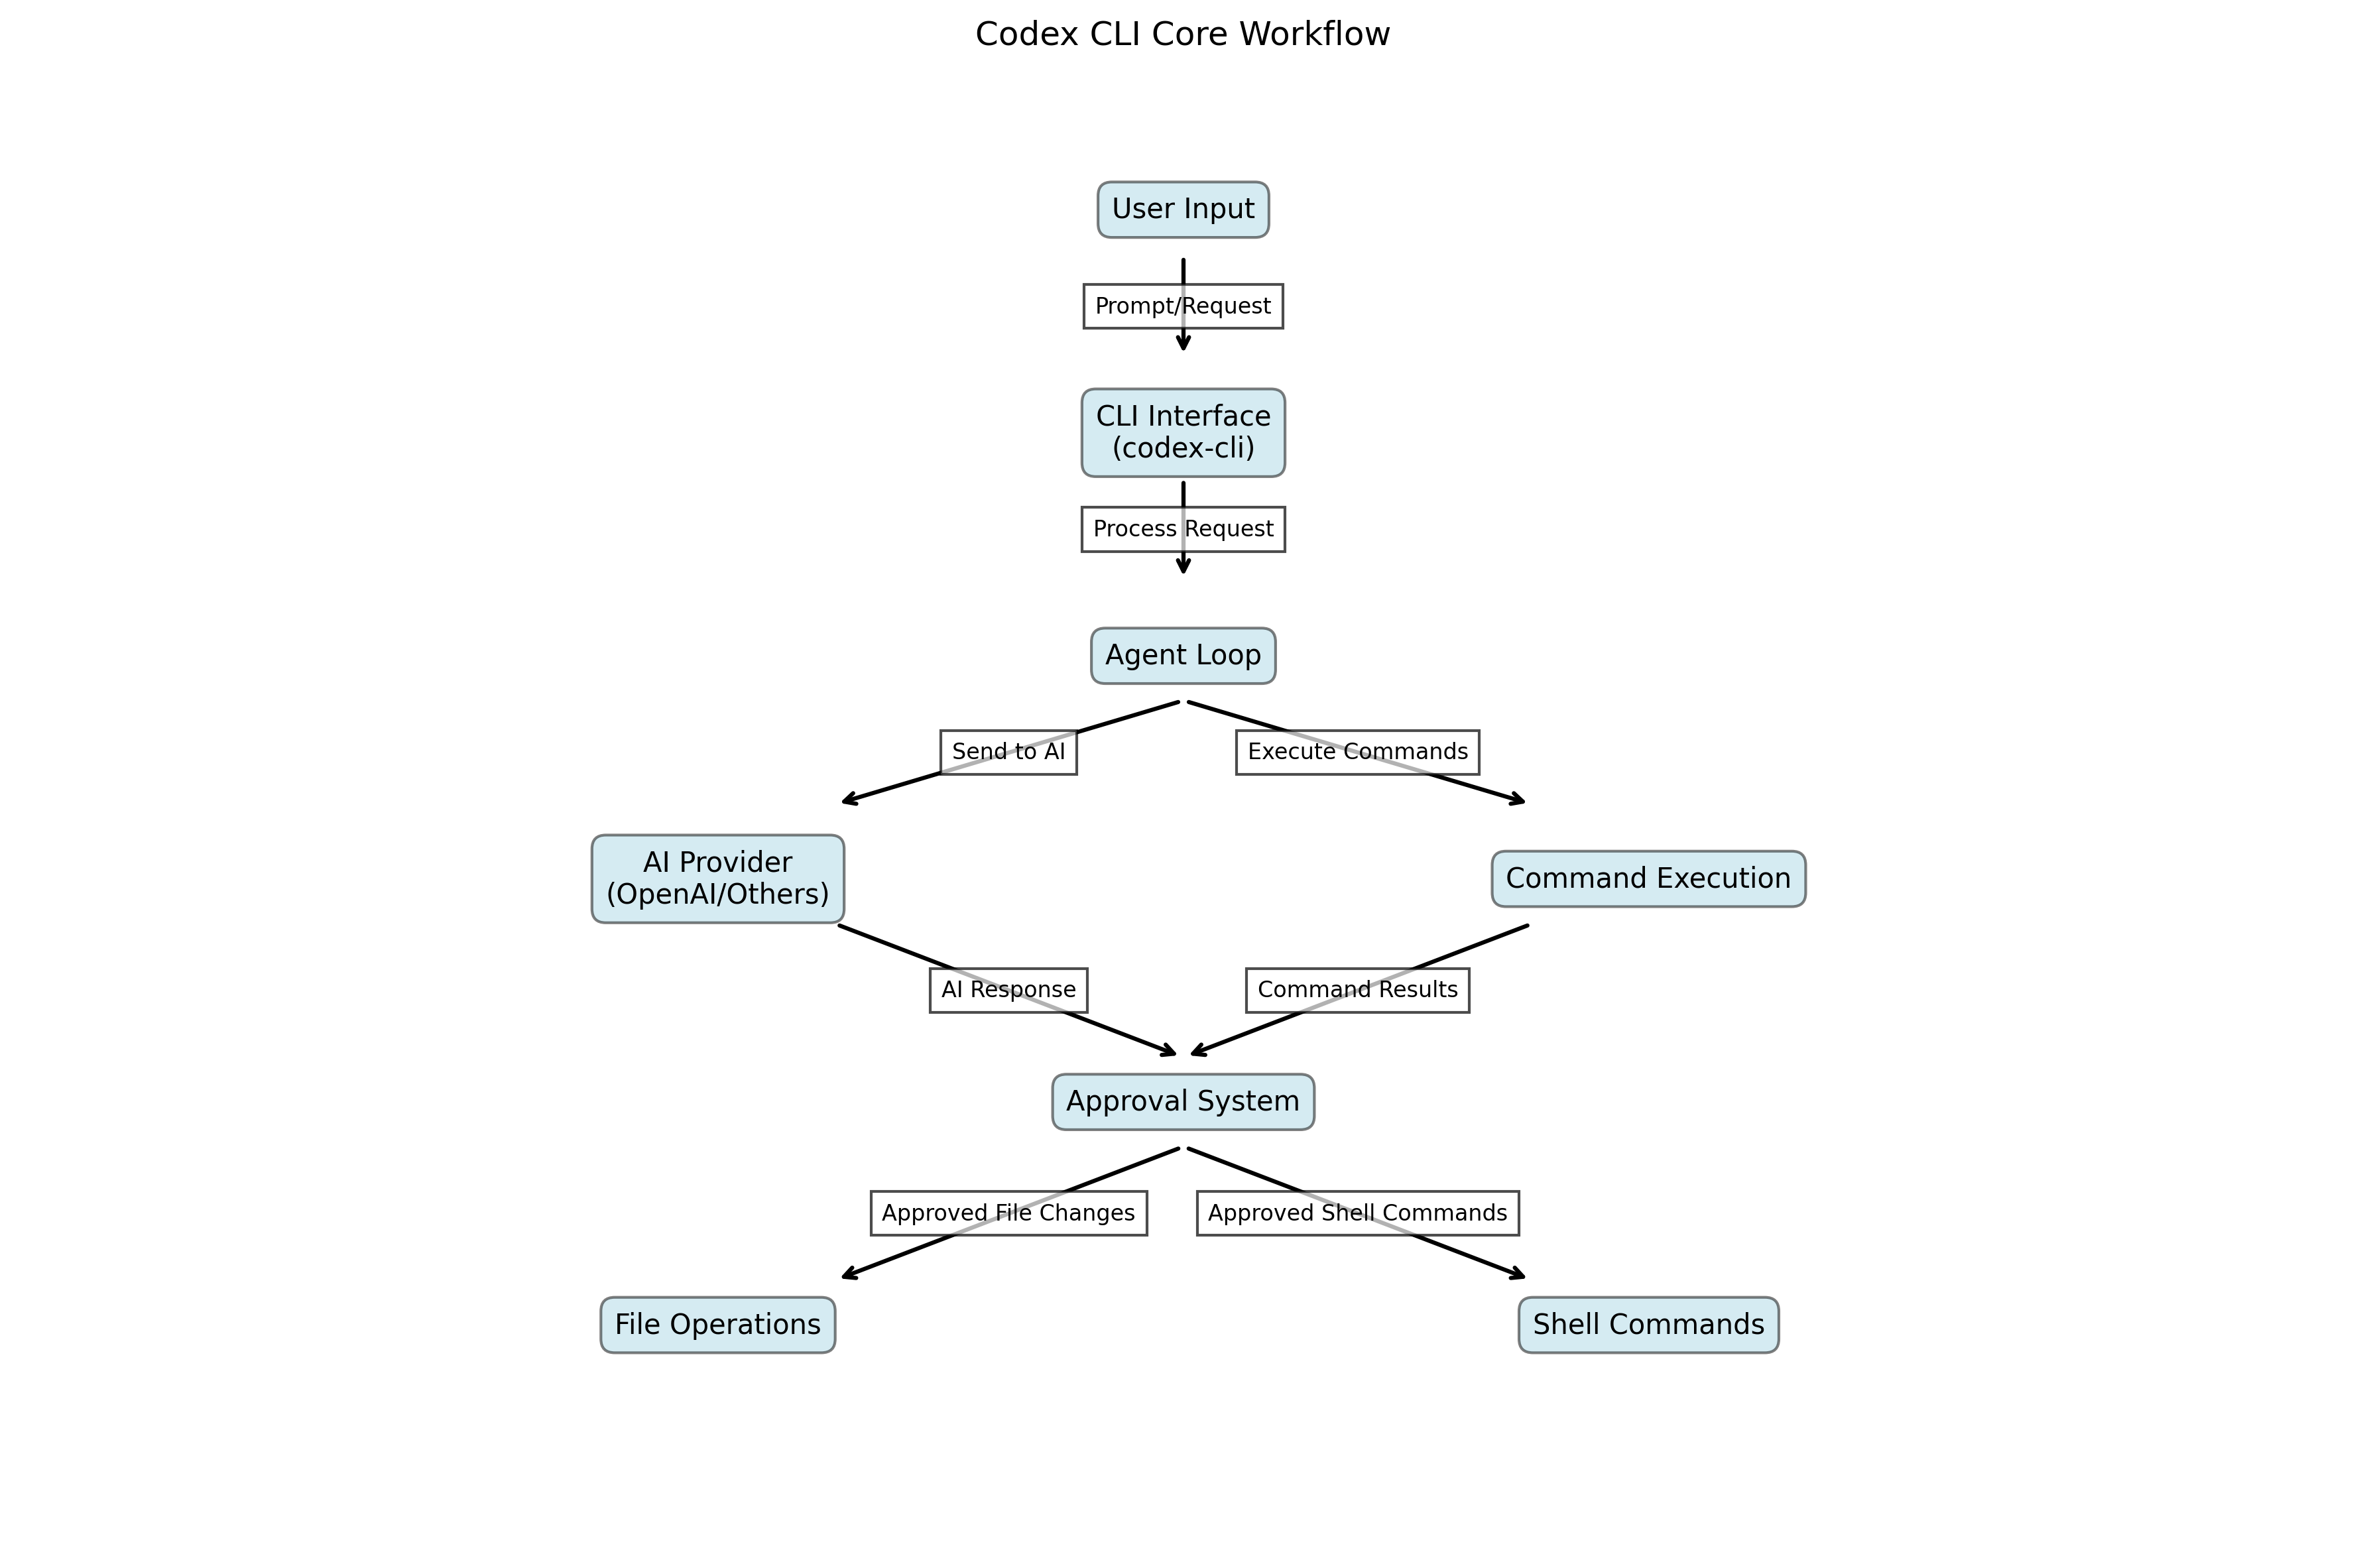 Codex CLI Core Workflow
User Input
Prompt/Request
CLI Interface
(codex-cli)
Process Request
Agent Loop
Send to AI
Execute Commands
AI Provider
(OpenAI/Others)
Command Execution
AI Response
Command Results
Approval System
Approved File Changes
Approved Shell Commands
File Operations
Shell Commands